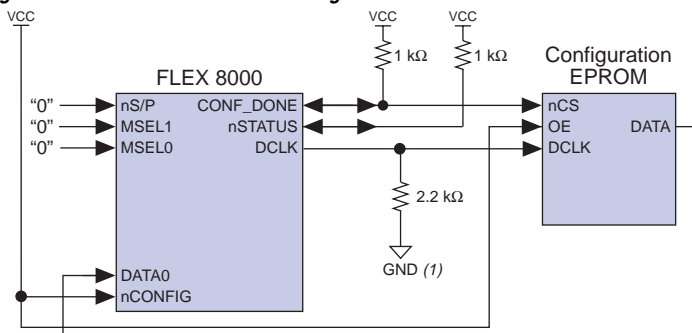 VCC
VCC
VCC
1 kΩ
1 kΩ
FLEX 8000
Configuration
EPROM
"0"
nS/P
CONF_DONE
nCS
"0"
MSEL1
nSTATUS
OE
DATA
"0"
MSEL0
DCLK
DCLK
2.2 kΩ
GND (1)
DATA0
nCONFIG